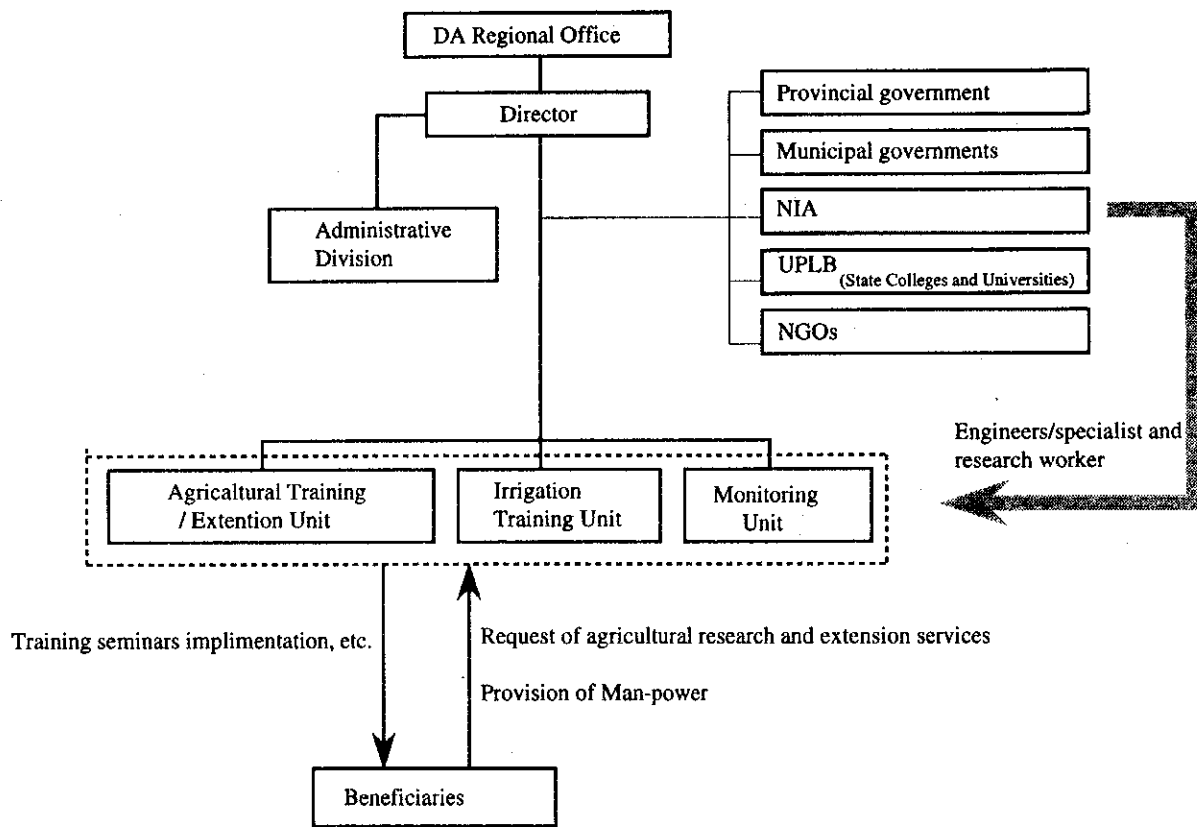 DA Regional Office
Director
Provincial government
Municipal governments
NIA
UPLB
(State Colleges and Universities)
NGOs
Administrative
Division
Engineers/specialist and
research worker
Agricaltural Training
/ Extention Unit
Irrigation
Training Unit
Monitoring
Unit
Training seminars implimentation, etc.
Request of agricultural research and extension services
Provision of Man-power
Beneficiaries